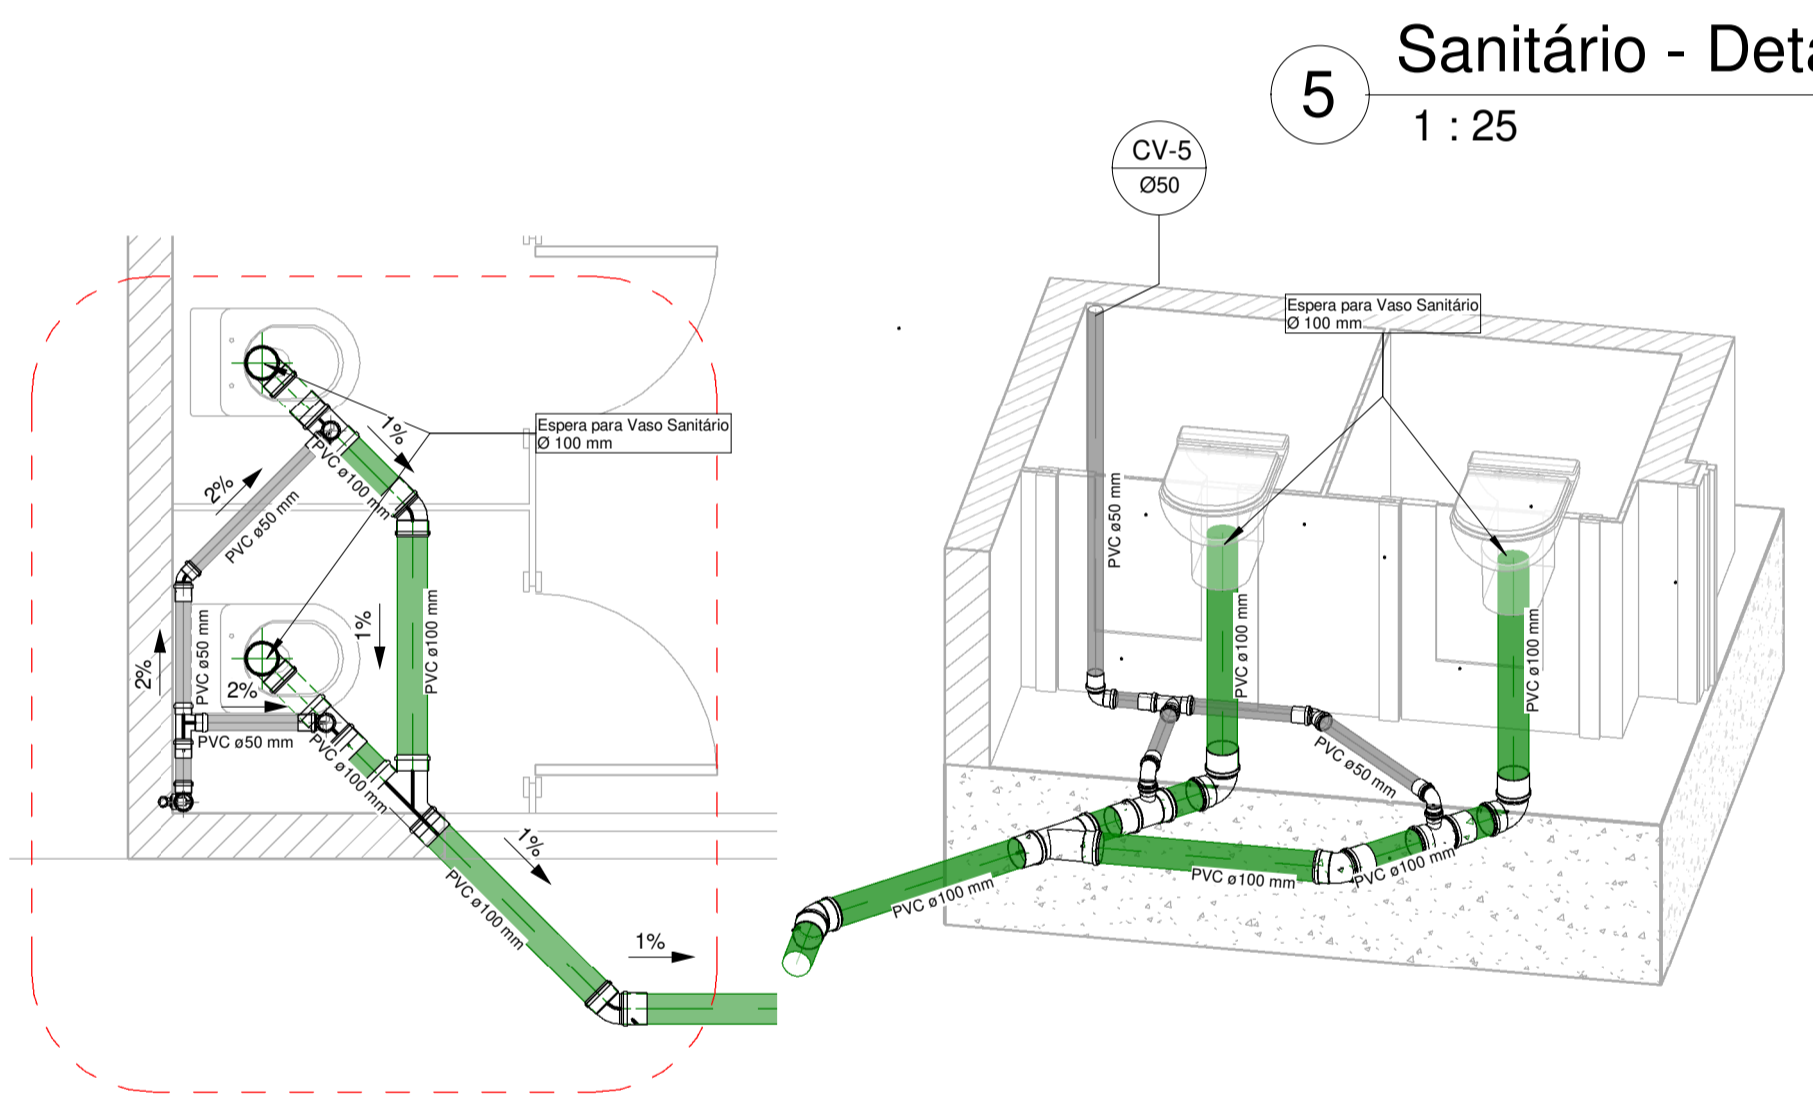 5
Sanitário - Deta
1 : 25
CV-5
Ø50
Espera para Vaso Sanitário
Ø 100 mm
1%
PVC ø100 mm
2%
PVC ø50 mm
Espera para Vaso Sanitário
Ø 100 mm
2%
PVC ø50 mm
2%
PVC ø50 mm
1%
PVC ø100 mm
PVC ø100 mm
1%
PVC ø100 mm
1%
PVC ø50 mm
PVC ø100 mm
PVC ø100 mm
PVC ø50 mm
PVC ø100 mm
PVC ø100 mm
PVC ø100 mm